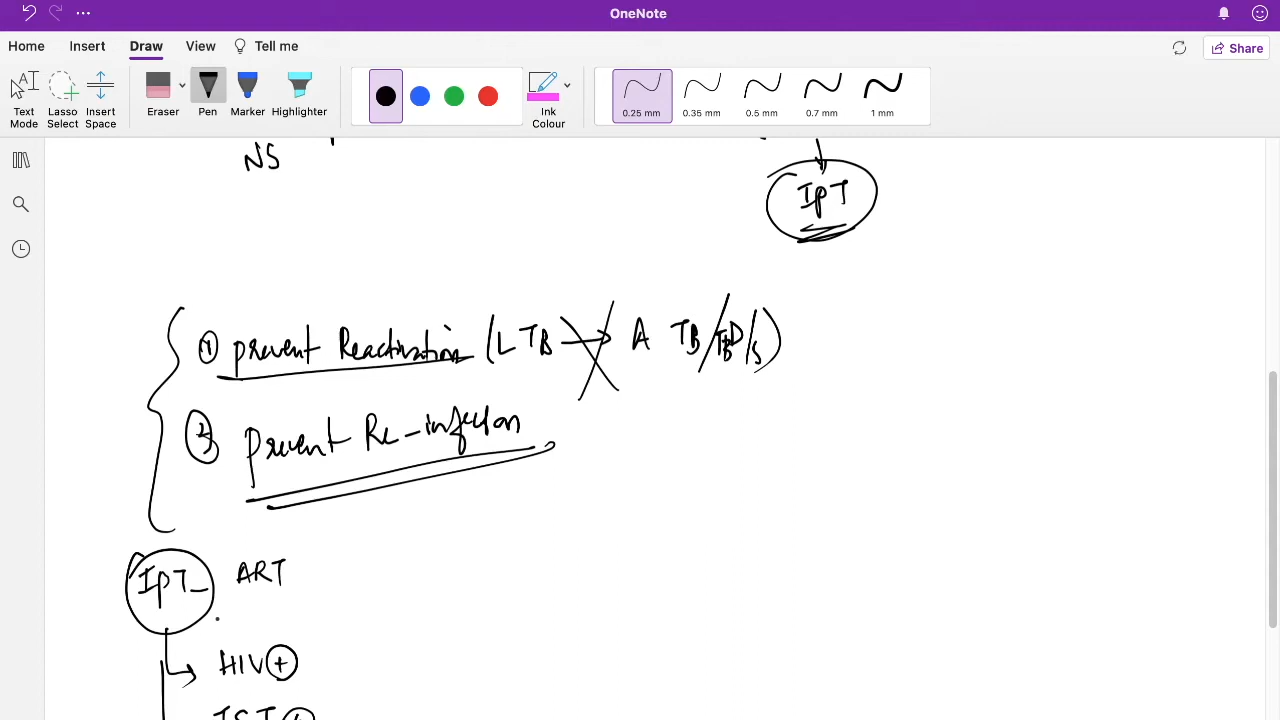 OneNote
Home Insert Draw View Tell me
Share
Text Mode
Lasso Select
Insert Space
Eraser
Pen
Marker
Highlighter
Ink Colour
0.25 mm 0.35 mm 0.5 mm 0.7 mm 1 mm
NS
IpT
① prevent Reactivation (LTB → A TB/TBD/S)
② prevent Re-infection
IpT ART
HIV +
TST +